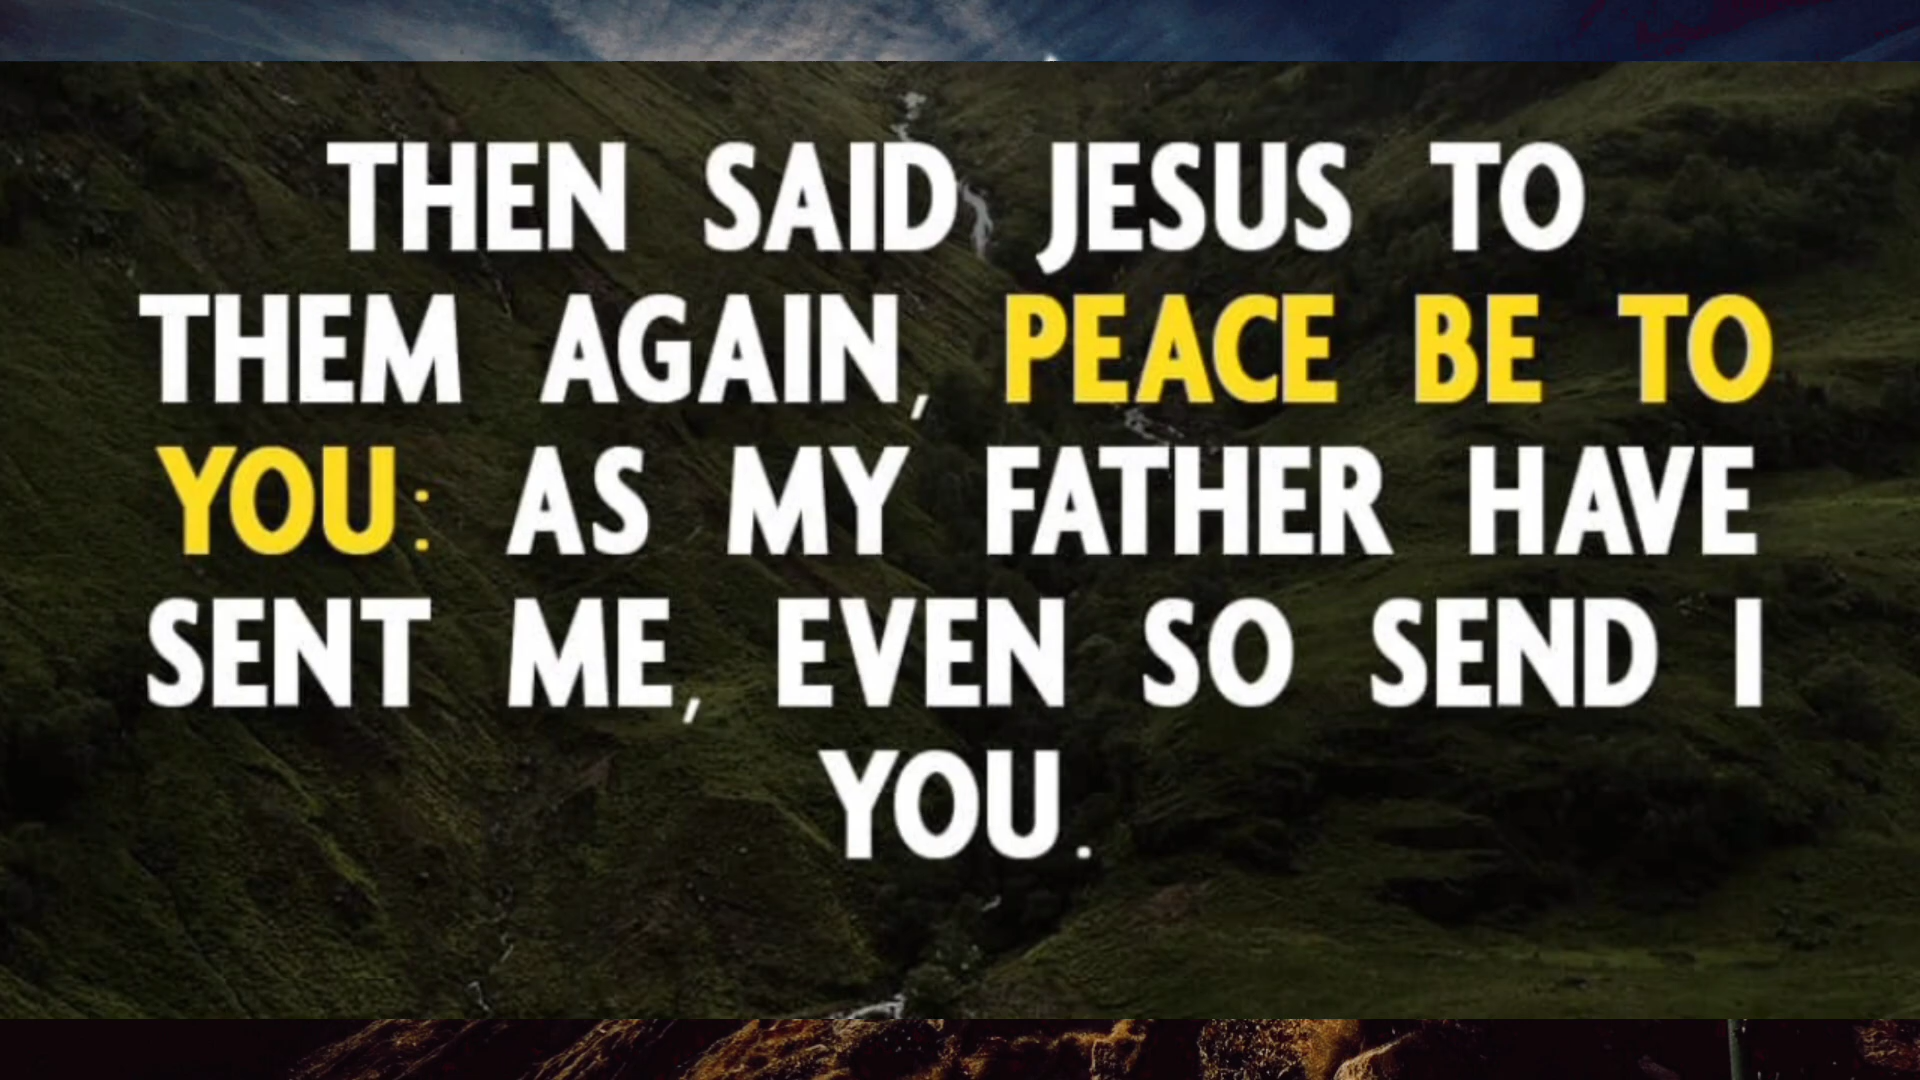 THEN SAID JESUS TO
THEM AGAIN, PEACE BE TO
YOU: AS MY FATHER HAVE
SENT ME, EVEN SO SEND I
YOU.